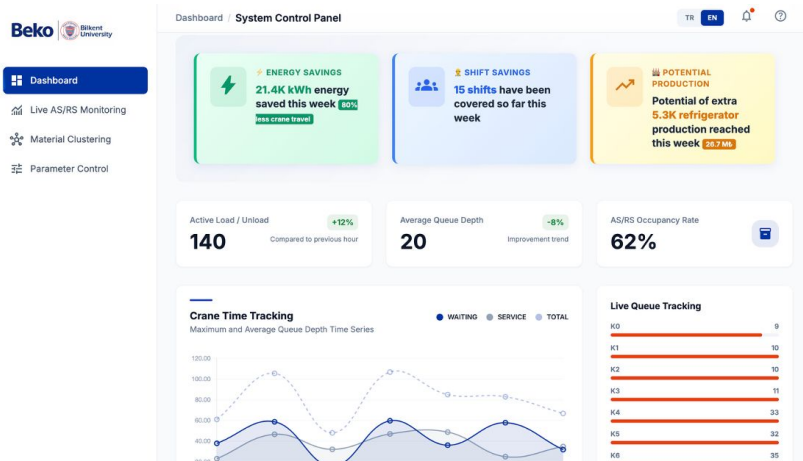 Beko Bilkent University
Dashboard / System Control Panel
TR EN
Dashboard
Live AS/RS Monitoring
Material Clustering
Parameter Control
ENERGY SAVINGS
21.4K kWh energy
saved this week 80%
less crane travel
SHIFT SAVINGS
15 shifts have been
covered so far this
week
POTENTIAL
PRODUCTION
Potential of extra
5.3K refrigerator
production reached
this week 26.7 M₺
Active Load / Unload
+12%
140
Compared to previous hour
Average Queue Depth
-8%
20
Improvement trend
AS/RS Occupancy Rate
62%
Crane Time Tracking
Maximum and Average Queue Depth Time Series
WAITING SERVICE TOTAL
120.00
100.00
80.00
60.00
40.00
Live Queue Tracking
K0 9
K1 10
K2 10
K3 11
K4 33
K5 32
K6 35